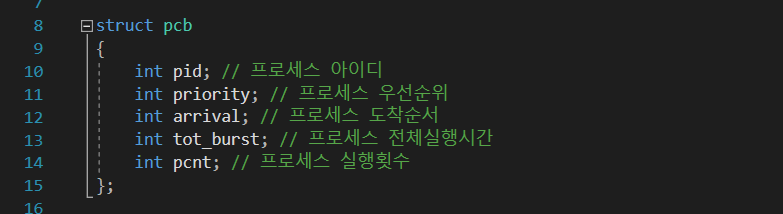 8 struct pcb
9 {
10 int pid; // 프로세스 아이디
11 int priority; // 프로세스 우선순위
12 int arrival; // 프로세스 도착순서
13 int tot_burst; // 프로세스 전체실행시간
14 int pcnt; // 프로세스 실행횟수
15 };
16